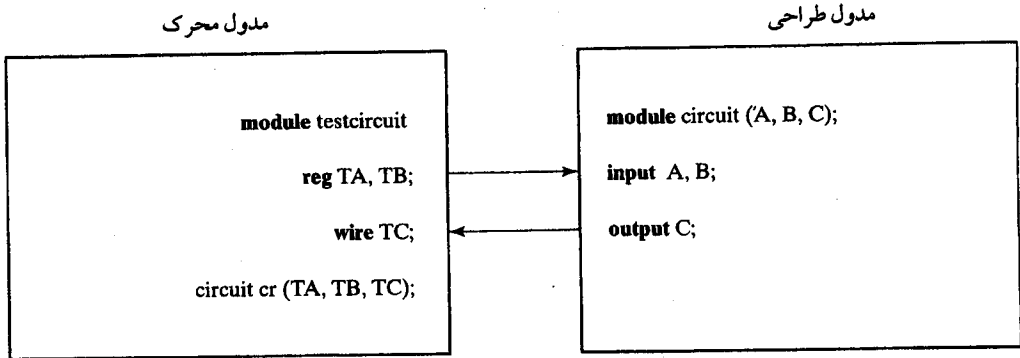 مدول محرک
module testcircuit
reg TA, TB;
wire TC;
circuit cr (TA, TB, TC);
مدول طراحی
module circuit (A, B, C);
input A, B;
output C;